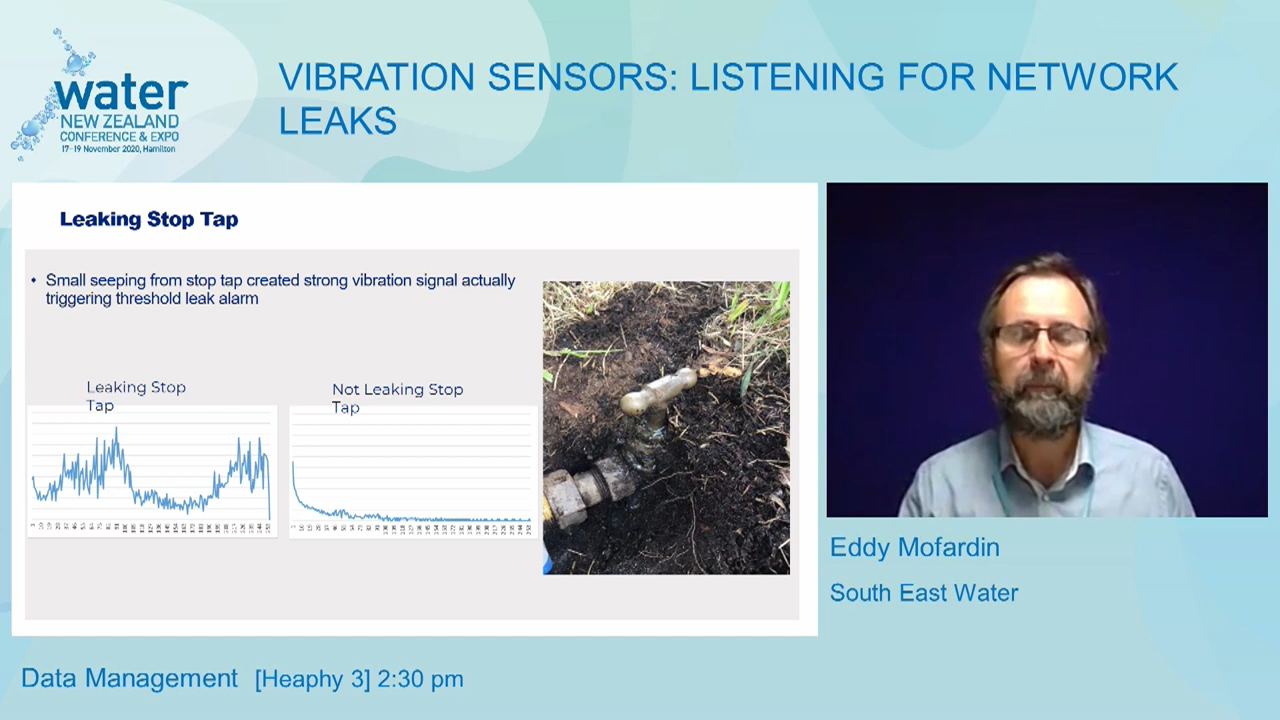 water
NEW ZEALAND
CONFERENCE & EXPO
17-19 November 2020, Hamilton
VIBRATION SENSORS: LISTENING FOR NETWORK
LEAKS
Leaking Stop Tap
• Small seeping from stop tap created strong vibration signal actually
triggering threshold leak alarm
Leaking Stop
Tap
Not Leaking Stop
Tap
Eddy Mofardin
South East Water
Data Management [Heaphy 3] 2:30 pm